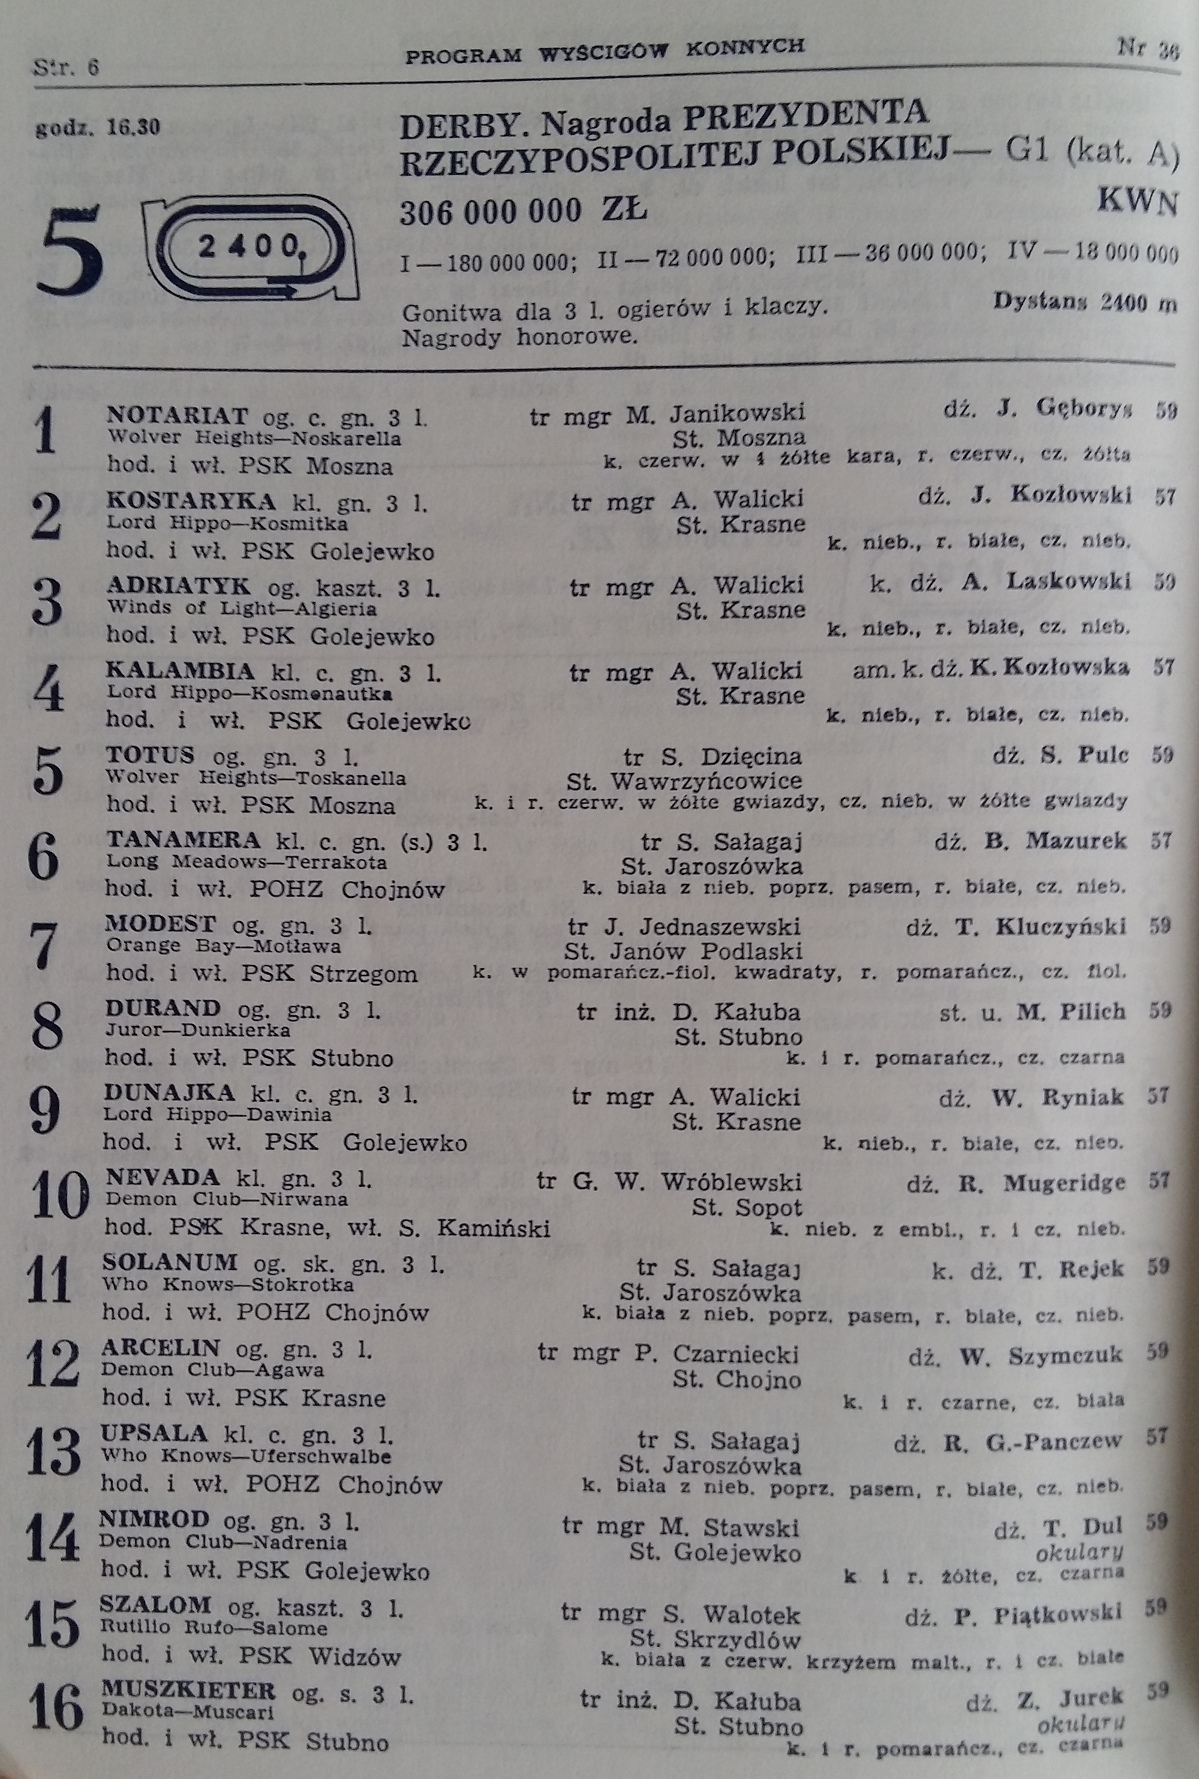 Str. 6 PROGRAM WYŚCIGÓW KONNYCH Nr 36
godz. 16.30
DERBY. Nagroda PREZYDENTA
RZECZYPOSPOLITEJ POLSKIEJ— G1 (kat. A)
306 000 000 ZŁ KWN
5 2400
I — 180 000 000; II — 72 000 000; III — 36 000 000; IV — 18 000 000
Gonitwa dla 3 l. ogierów i klaczy. Dystans 2400 m
Nagrody honorowe.
1 NOTARIAT og. c. gn. 3 l. tr mgr M. Janikowski dż. J. Gęborys 59
Wolver Heights—Noskarella St. Moszna
hod. i wł. PSK Moszna k. czerw. w 4 żółte kara, r. czerw., cz. żółta
2 KOSTARYKA kl. gn. 3 l. tr mgr A. Walicki dż. J. Kozłowski 57
Lord Hippo—Kosmitka St. Krasne
hod. i wł. PSK Golejewko k. nieb., r. białe, cz. nieb.
3 ADRIATYK og. kaszt. 3 l. tr mgr A. Walicki k. dż. A. Laskowski 59
Winds of Light—Algieria St. Krasne
hod. i wł. PSK Golejewko k. nieb., r. białe, cz. nieb.
4 KALAMBIA kl. c. gn. 3 l. tr mgr A. Walicki am. k. dż. K. Kozłowska 57
Lord Hippo—Kosmonautka St. Krasne
hod. i wł. PSK Golejewko k. nieb., r. białe, cz. nieb.
5 TOTUS og. gn. 3 l. tr S. Dzięcina dż. S. Pulc 59
Wolver Heights—Toskanella St. Wawrzyńcowice
hod. i wł. PSK Moszna k. i r. czerw. w żółte gwiazdy, cz. nieb. w żółte gwiazdy
6 TANAMERA kl. c. gn. (s.) 3 l. tr S. Sałagaj dż. B. Mazurek 57
Long Meadows—Terrakota St. Jaroszówka
hod. i wł. POHZ Chojnów k. biała z nieb. poprz. pasem, r. białe, cz. nieb.
7 MODEST og. gn. 3 l. tr J. Jednaszewski dż. T. Kluczyński 59
Orange Bay—Motława St. Janów Podlaski
hod. i wł. PSK Strzegom k. w pomarańcz.-fiol. kwadraty, r. pomarańcz., cz. fiol.
8 DURAND og. gn. 3 l. tr inż. D. Kałuba st. u. M. Pilich 59
Juror—Dunkierka St. Stubno
hod. i wł. PSK Stubno k. i r. pomarańcz., cz. czarna
9 DUNAJKA kl. c. gn. 3 l. tr mgr A. Walicki dż. W. Ryniak 57
Lord Hippo—Dawinia St. Krasne
hod. i wł. PSK Golejewko k. nieb., r. białe, cz. nieb.
10 NEVADA kl. gn. 3 l. tr G. W. Wróblewski dż. R. Mugeridge 57
Demon Club—Nirwana St. Sopot
hod. PSK Krasne, wł. S. Kamiński k. nieb. z embl., r. i cz. nieb.
11 SOLANUM og. sk. gn. 3 l. tr S. Sałagaj k. dż. T. Rejek 59
Who Knows—Stokrotka St. Jaroszówka
hod. i wł. POHZ Chojnów k. biała z nieb. poprz. pasem, r. białe, cz. nieb.
12 ARCELIN og. gn. 3 l. tr mgr P. Czarniecki dż. W. Szymczuk 59
Demon Club—Agawa St. Chojno
hod. i wł. PSK Krasne k. i r. czarne, cz. biała
13 UPSALA kl. c. gn. 3 l. tr S. Sałagaj dż. R. G.-Panczew 57
Who Knows—Uferschwalbe St. Jaroszówka
hod. i wł. POHZ Chojnów k. biała z nieb. poprz. pasem, r. białe, cz. nieb.
14 NIMROD og. gn. 3 l. tr mgr M. Stawski dż. T. Dul 59
Demon Club—Nadrenia St. Golejewko okulary
hod. i wł. PSK Golejewko k i r. żółte, cz. czarna
15 SZALOM og. kaszt. 3 l. tr mgr S. Walotek dż. P. Piątkowski 59
Rutilio Rufo—Salome St. Skrzydlów
hod. i wł. PSK Widzów k. biała z czerw. krzyżem malt., r. i cz. białe
16 MUSZKIETER og. s. 3 l. tr inż. D. Kałuba dż. Z. Jurek 59
Dakota—Muscari St. Stubno okulary
hod. i wł. PSK Stubno k. i r. pomarańcz., cz. czarna